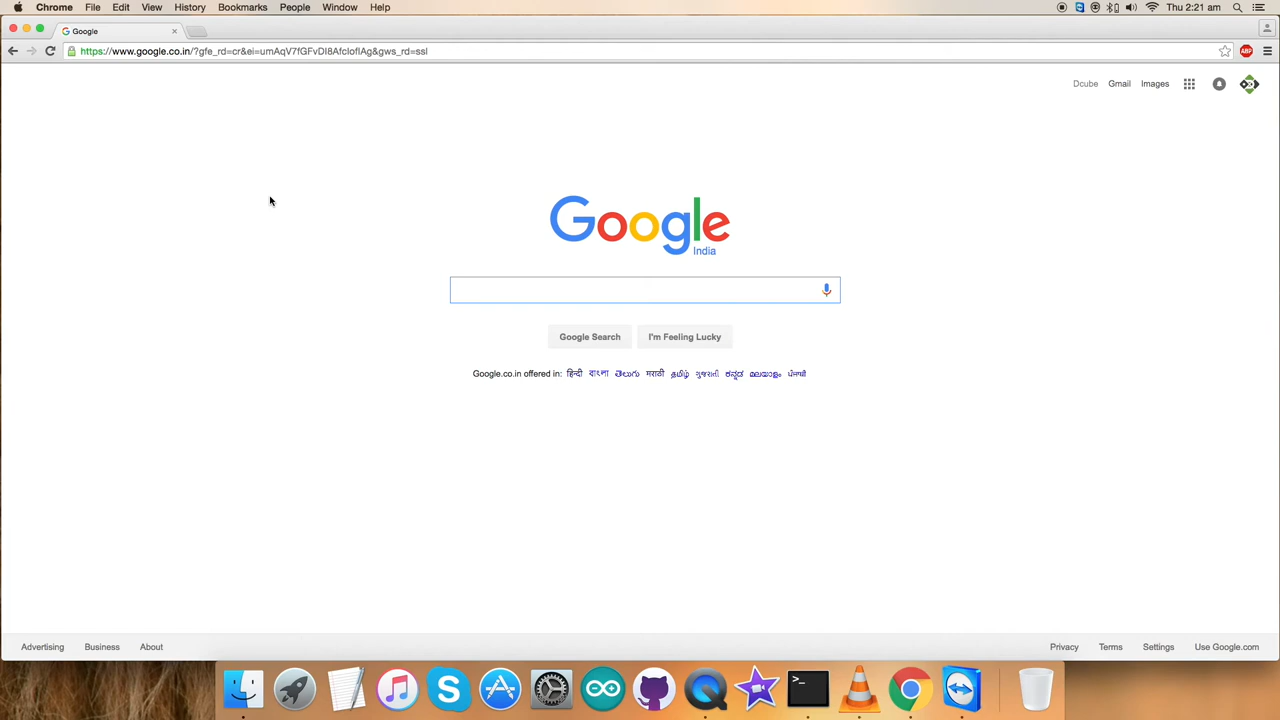 Chrome File Edit View History Bookmarks People Window Help Thu 2:21 am
Google
https://www.google.co.in/?gfe_rd=cr&ei=umAqV7fGFvDI8AfcIofIAg&gws_rd=ssl ABP
Dcube Gmail Images
Google
India
Google Search I'm Feeling Lucky
Google.co.in offered in: हिन्दी বাংলা తెలుగు मराठी தமிழ் ગુજરાતી ಕನ್ನಡ മലയാളം ਪੰਜਾਬੀ
Advertising Business About Privacy Terms Settings Use Google.com